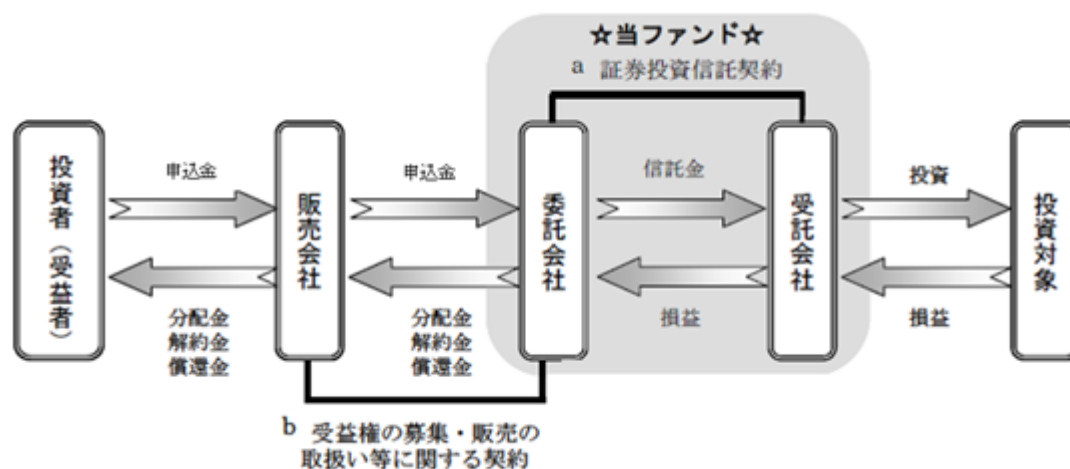 ☆当ファンド☆
a 証券投資信託契約
投資者（受益者）
申込金
分配金
解約金
償還金
販売会社
申込金
分配金
解約金
償還金
委託会社
信託金
損益
受託会社
投資
損益
投資対象
b 受益権の募集・販売の
取扱い等に関する契約